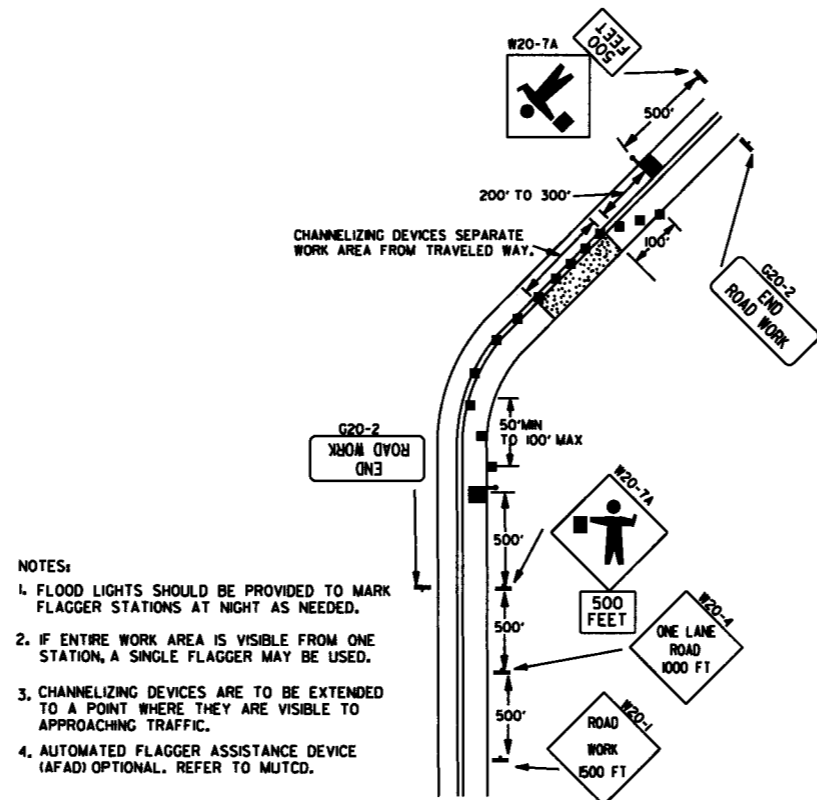 W20-7A
500
FEET
500'
200' TO 300'
CHANNELIZING DEVICES SEPARATE
WORK AREA FROM TRAVELED WAY.
100'
G20-2
END
ROAD WORK
G20-2
END
ROAD WORK
50'MIN
TO 100' MAX
W20-7A
500'
500
FEET
500'
W20-4
ONE LANE
ROAD
1000 FT
500'
W20-1
ROAD
WORK
1500 FT
NOTES:
1. FLOOD LIGHTS SHOULD BE PROVIDED TO MARK
FLAGGER STATIONS AT NIGHT AS NEEDED.
2. IF ENTIRE WORK AREA IS VISIBLE FROM ONE
STATION, A SINGLE FLAGGER MAY BE USED.
3. CHANNELIZING DEVICES ARE TO BE EXTENDED
TO A POINT WHERE THEY ARE VISIBLE TO
APPROACHING TRAFFIC.
4. AUTOMATED FLAGGER ASSISTANCE DEVICE
(AFAD) OPTIONAL. REFER TO MUTCD.